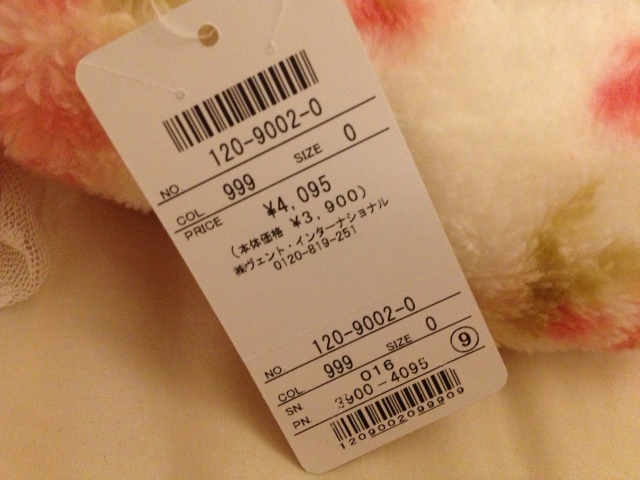 NO. 120-9002-0
COL. 999 SIZE 0
PRICE ¥4,095
(本体価格 ¥3,900)
㈱ヴェント・インターナショナル
0120-819-251
NO. 120-9002-0
COL. 999 SIZE 0
SN. 016 ⑨
PN. 3900-4095
1209002099909